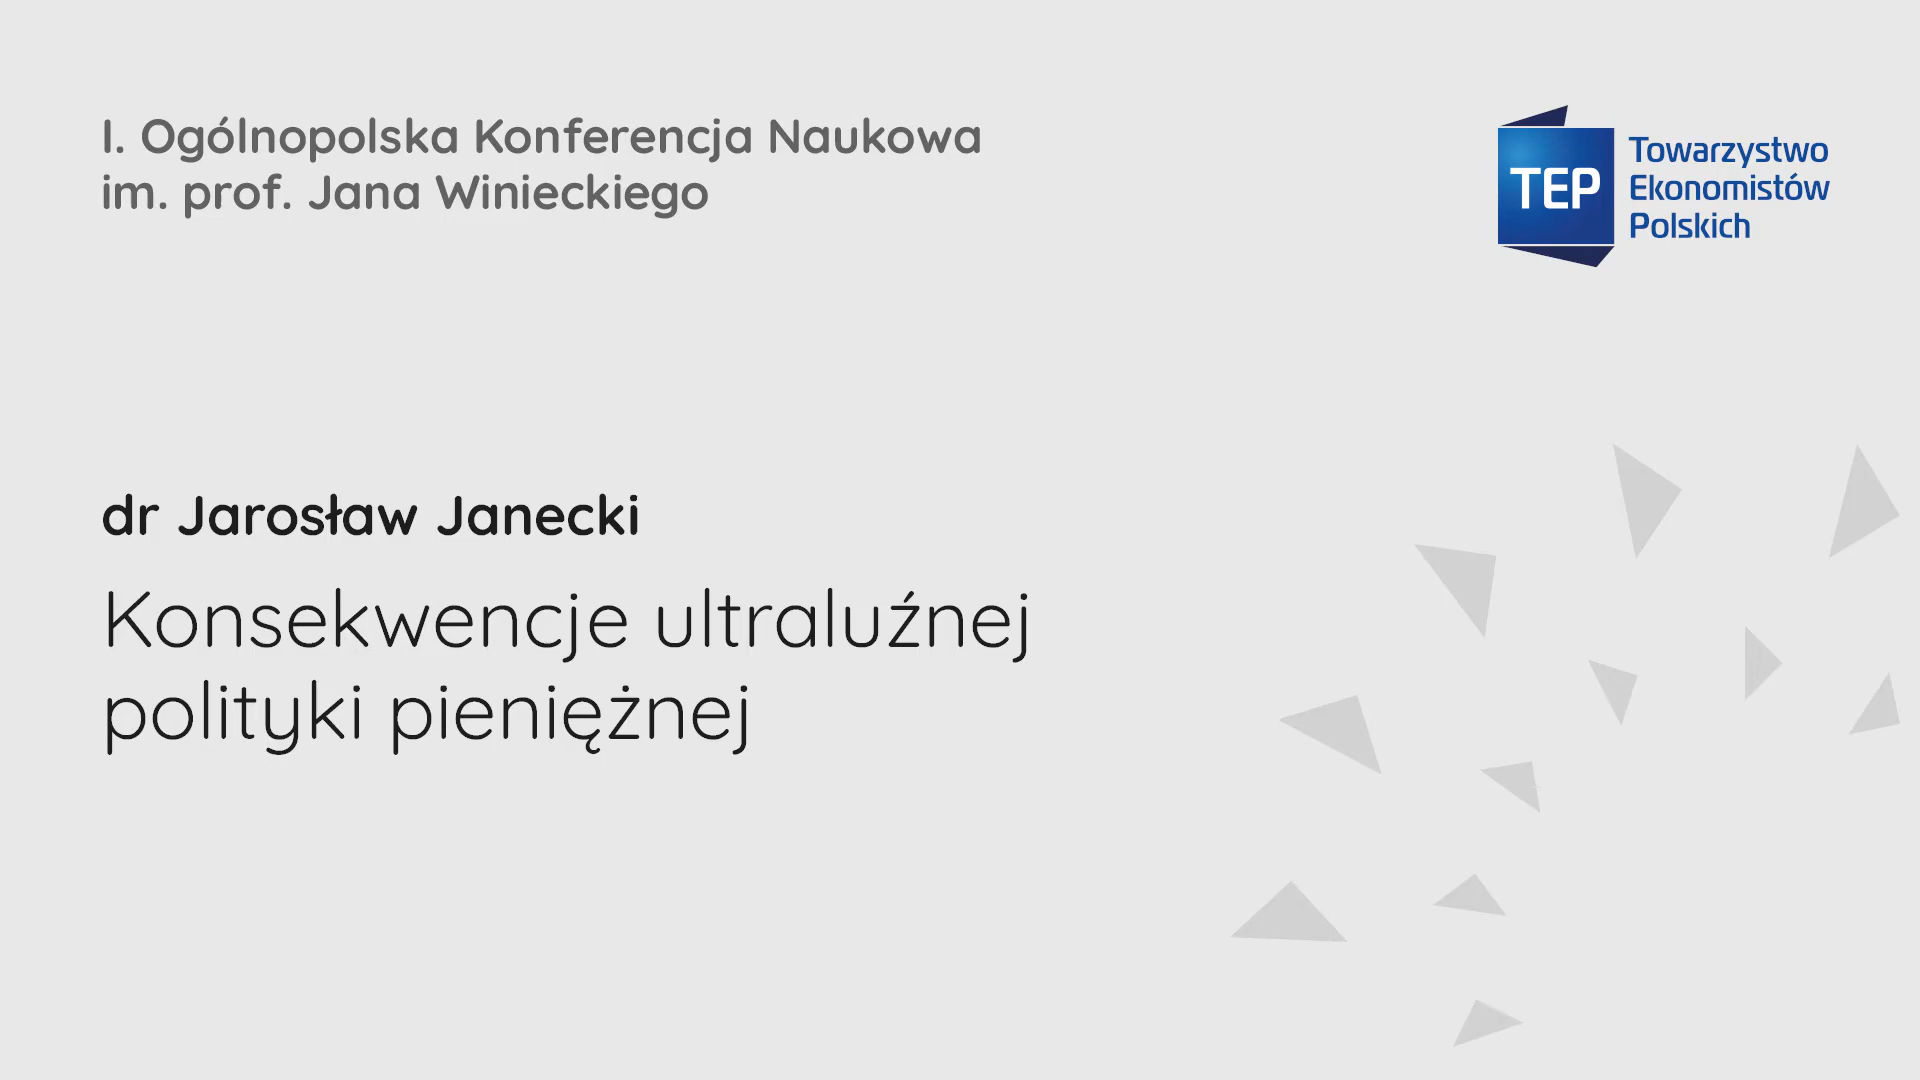 I. Ogólnopolska Konferencja Naukowa
im. prof. Jana Winieckiego
TEP
Towarzystwo
Ekonomistów
Polskich
dr Jarosław Janecki
Konsekwencje ultraluźnej
polityki pieniężnej